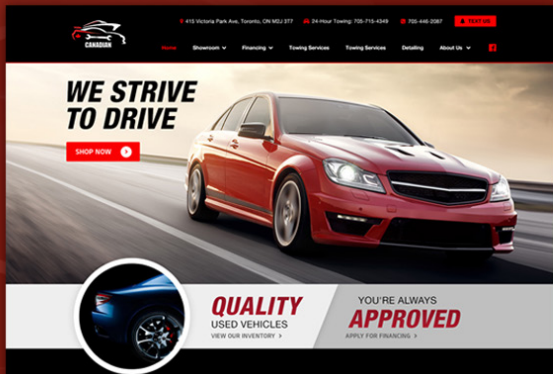 415 Victoria Park Ave, Toronto, ON M2J 3T7 24-Hour Towing: 705-715-4349 705-446-2087 TEXT US
CANADIAN
Home Showroom Financing Towing Services Towing Services Detailing About Us
WE STRIVE
TO DRIVE
SHOP NOW
QUALITY
USED VEHICLES
VIEW OUR INVENTORY >
YOU'RE ALWAYS
APPROVED
APPLY FOR FINANCING >